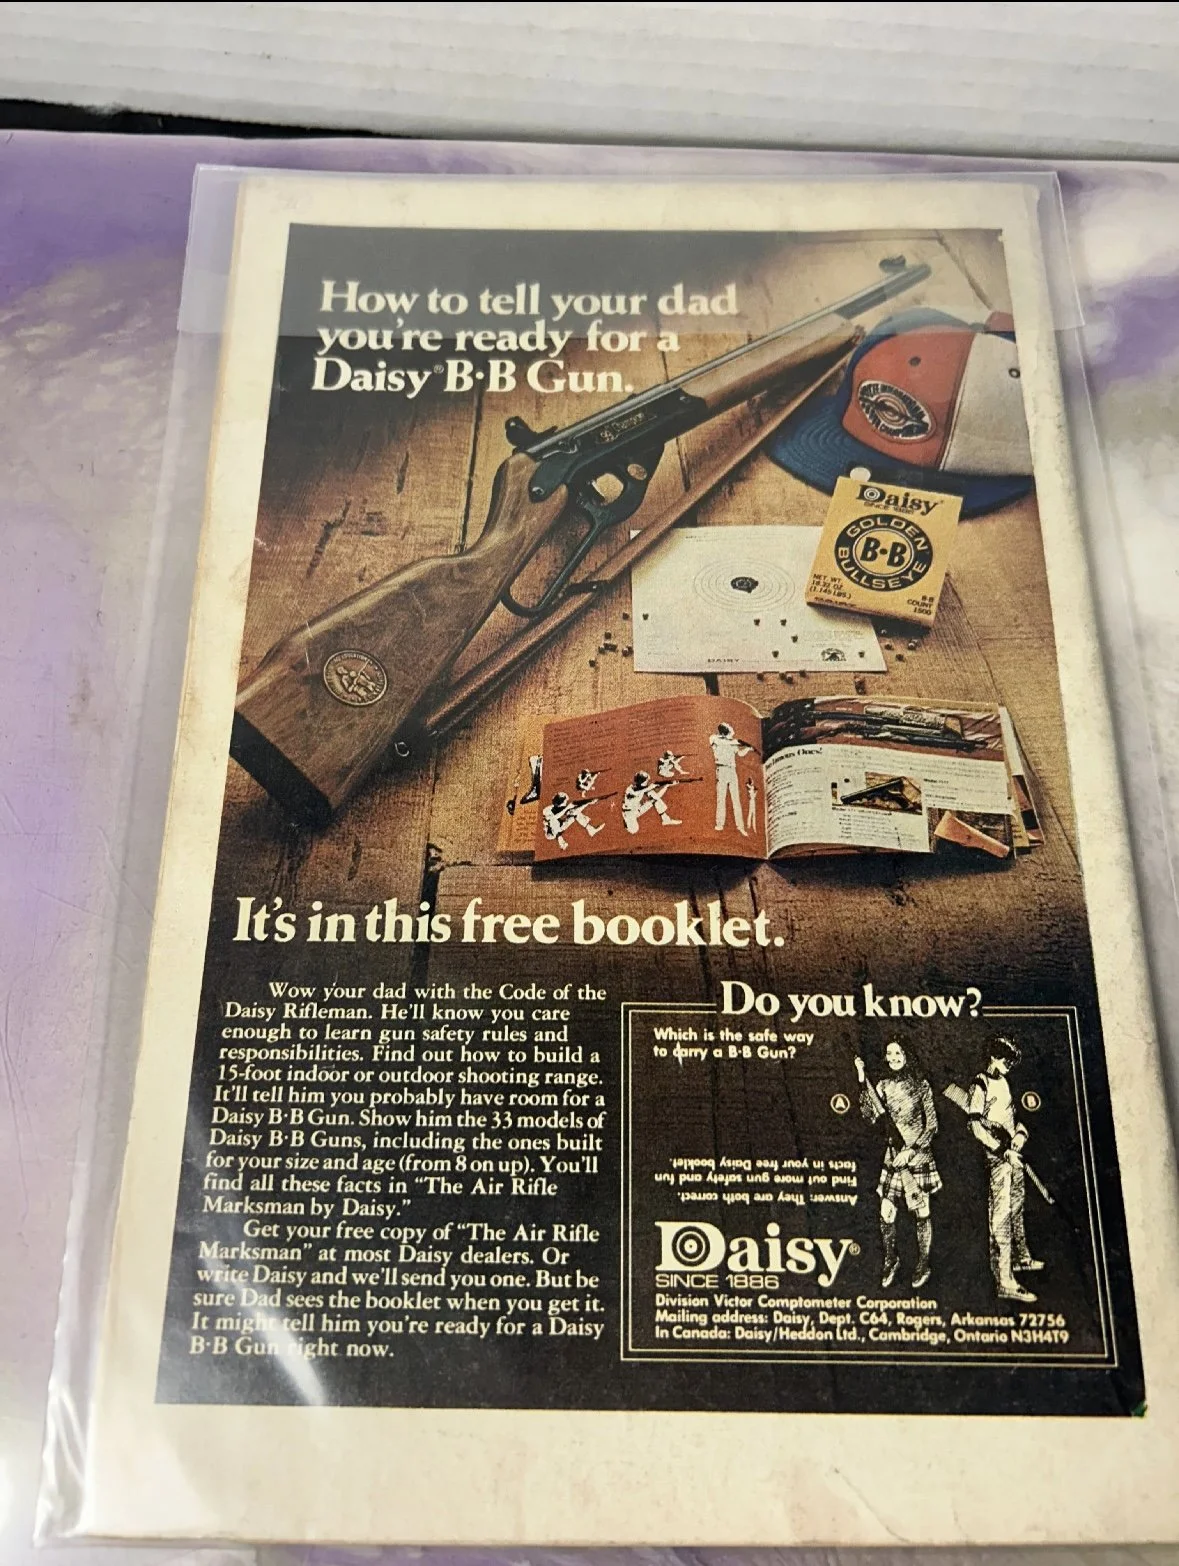 How to tell your dad
you're ready for a
Daisy® B·B Gun.
Daisy
SINCE 1886
GOLDEN
B·B
BULLSEYE
NET. WT.
B·B
COUNT
1500
DAISY
It's in this free booklet.
Wow your dad with the Code of the
Daisy Rifleman. He'll know you care
enough to learn gun safety rules and
responsibilities. Find out how to build a
15-foot indoor or outdoor shooting range.
It'll tell him you probably have room for a
Daisy B·B Gun. Show him the 33 models of
Daisy B·B Guns, including the ones built
for your size and age (from 8 on up). You'll
find all these facts in "The Air Rifle
Marksman by Daisy."
Get your free copy of "The Air Rifle
Marksman" at most Daisy dealers. Or
write Daisy and we'll send you one. But be
sure Dad sees the booklet when you get it.
It might tell him you're ready for a Daisy
B·B Gun right now.
Do you know?
Which is the safe way
to carry a B·B Gun?
A
B
Answer: They are both correct.
Find out more gun safety and fun
facts in your free Daisy booklet.
Daisy®
SINCE 1886
Division Victor Comptometer Corporation
Mailing address: Daisy, Dept. C64, Rogers, Arkansas 72756
In Canada: Daisy/Heddon Ltd., Cambridge, Ontario N3H4T9